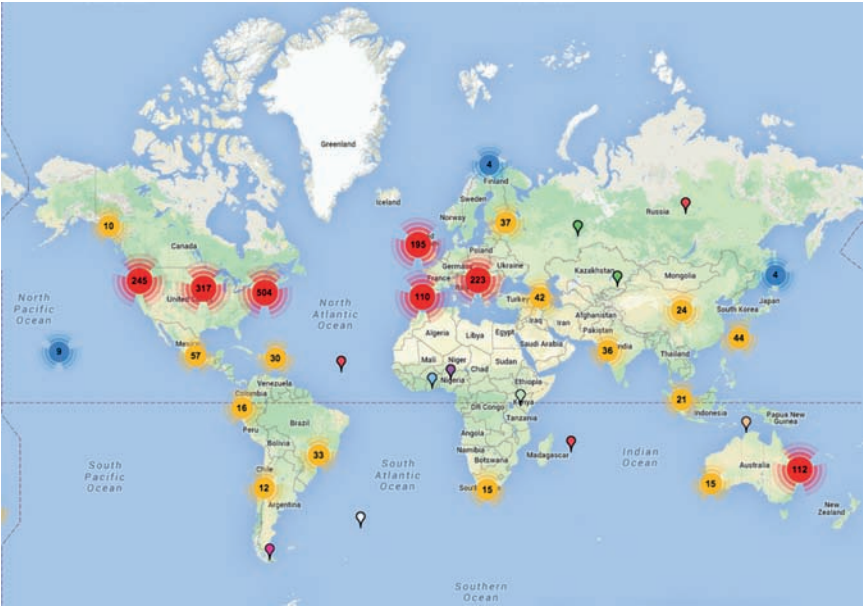 Greenland
4
Finland
Iceland
Sweden
Russia
10
37
Norway
195
Canada
Poland
245
317
504
German
Ukraine
Kazakhstan
Mongolia
4
United
France
223
110
Turkey
42
24
Japan
South Korea
North
Pacific
Ocean
North
Atlantic
Ocean
Algeria
Libya
Egypt
Iraq
Iran
Afghanistan
Pakistan
44
9
Mexico
57
30
Saudi Arabia
36
India
Mali
Niger
Chad
Sudan
Thailand
Venezuela
Nigeria
Ethiopia
Colombia
16
Kenya
21
DR Congo
Indonesia
Papua New
Guinea
Peru
Brazil
Tanzania
Angola
Bolivia
33
Namibia
Madagascar
Indian
Ocean
Botswana
South
Pacific
Ocean
South
Atlantic
Ocean
Chile
12
Australia
112
15
South
15
Argentina
New
Zealand
Southern
Ocean